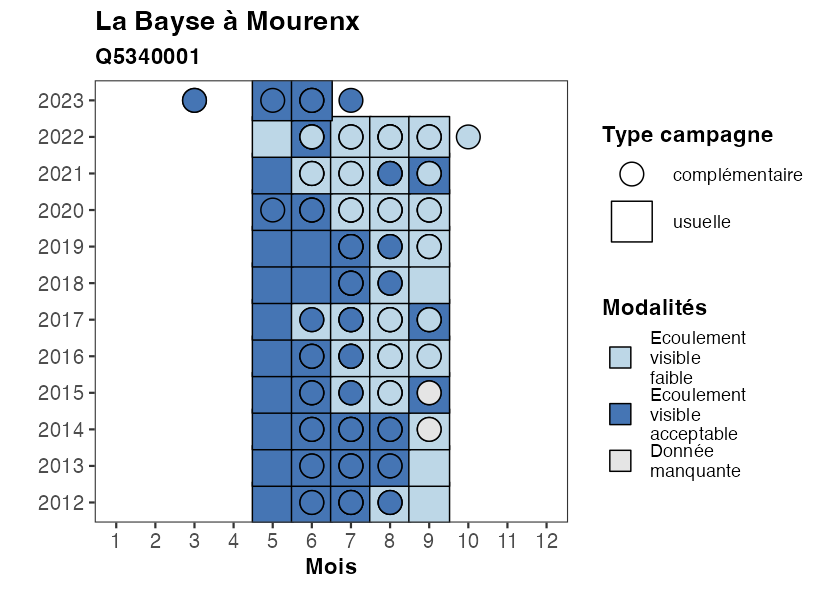 La Bayse à Mourenx
Q5340001
2023
2022
2021
2020
2019
2018
2017
2016
2015
2014
2013
2012
1 2 3 4 5 6 7 8 9 10 11 12
Mois
Type campagne
complémentaire
usuelle
Modalités
Ecoulement
visible
faible
Ecoulement
visible
acceptable
Donnée
manquante